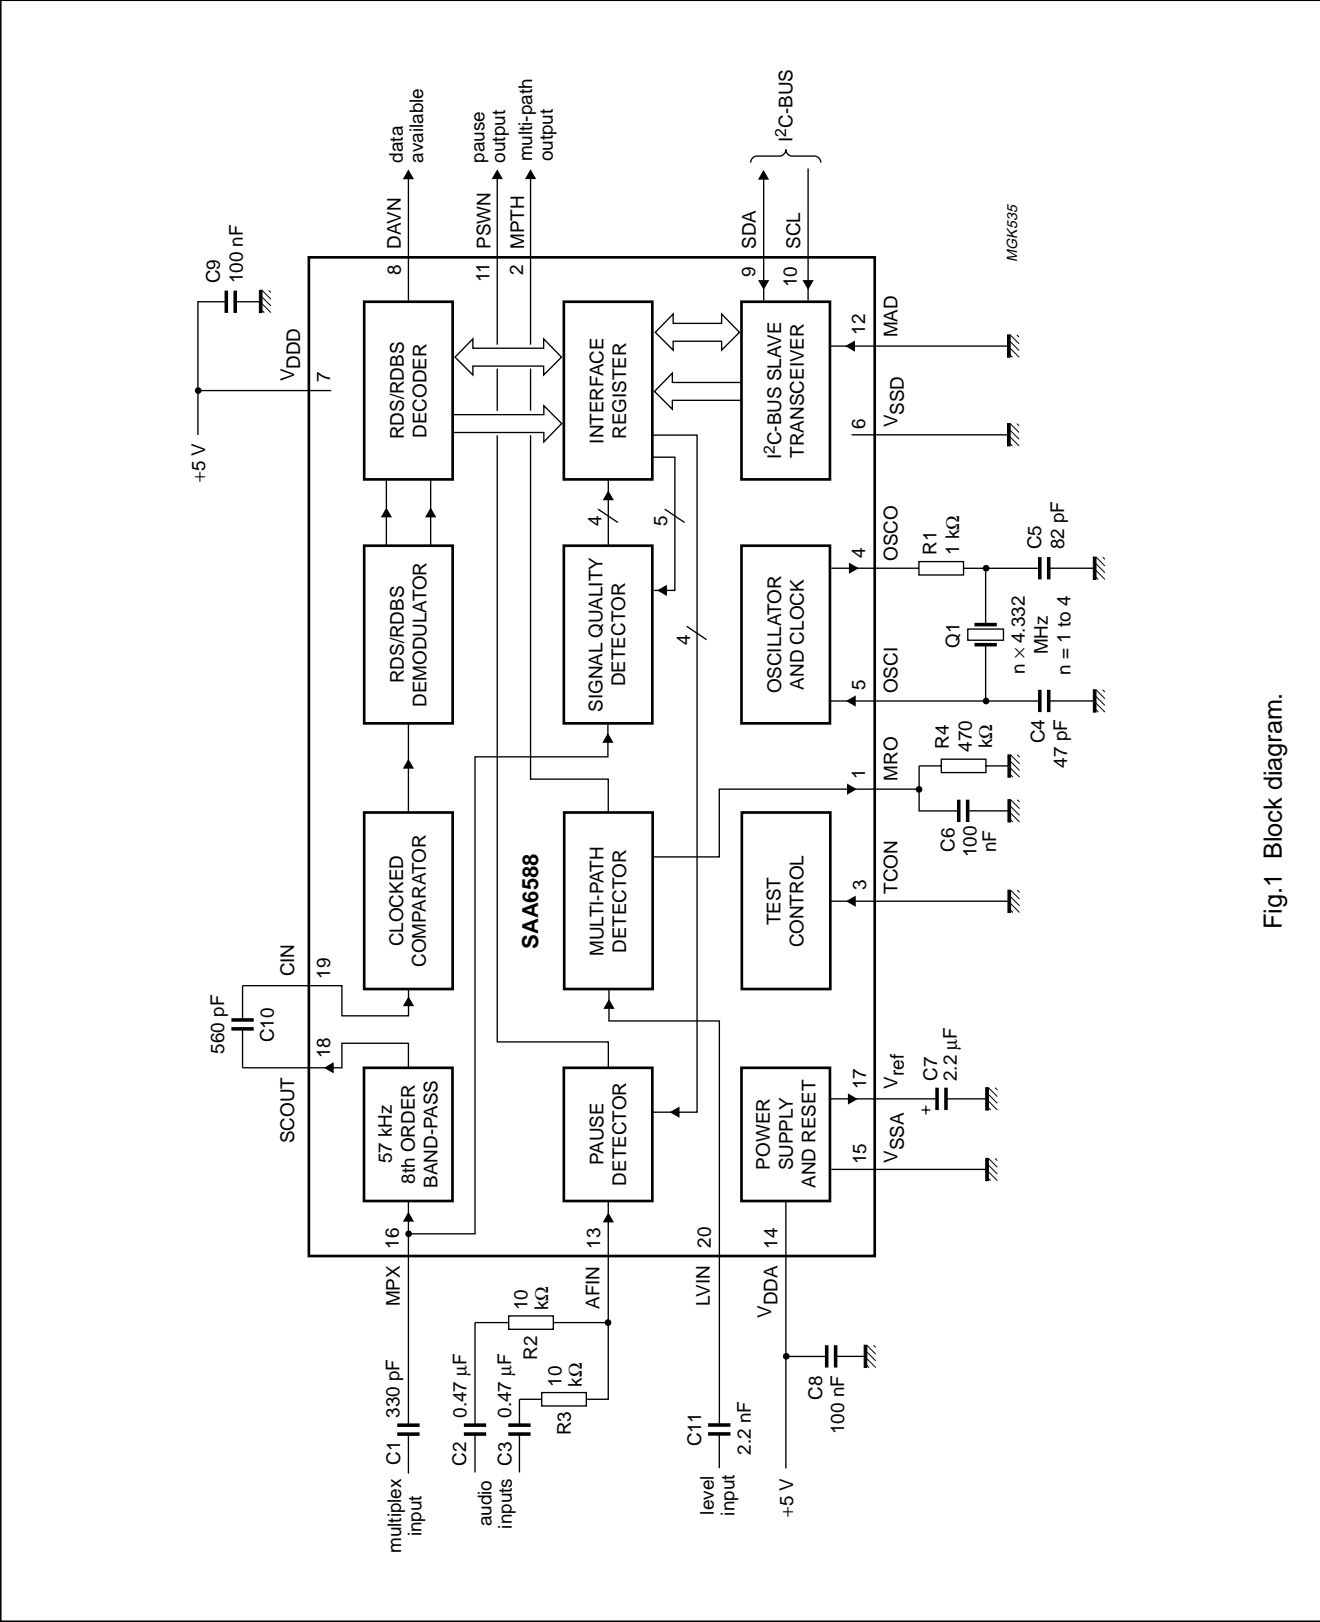 +5 V
C9
100 nF
560 pF
C10
SCOUT
CIN
VDDD
18
19
7
multiplex
input
C1
330 pF
MPX
16
57 kHz
8th ORDER
BAND-PASS
CLOCKED
COMPARATOR
RDS/RDBS
DEMODULATOR
RDS/RDBS
DECODER
8
DAVN
data
available
audio
inputs
C2
0.47 µF
C3
0.47 µF
R2
10
kΩ
R3
10
kΩ
11
PSWN
pause
output
2
MPTH
multi-path
output
SAA6588
AFIN
13
PAUSE
DETECTOR
MULTI-PATH
DETECTOR
SIGNAL QUALITY
DETECTOR
4
5
4
INTERFACE
REGISTER
level
input
C11
2.2 nF
LVIN
20
+5 V
C8
100 nF
VDDA
14
POWER
SUPPLY
AND RESET
TEST
CONTROL
OSCILLATOR
AND CLOCK
I2C-BUS SLAVE
TRANSCEIVER
9
SDA
10
SCL
I2C-BUS
15
VSSA
17
Vref
3
TCON
1
MRO
5
OSCI
4
OSCO
6
VSSD
12
MAD
+
C7
2.2 µF
C6
100
nF
R4
470
kΩ
C4
47 pF
Q1
n × 4.332
MHz
n = 1 to 4
R1
1 kΩ
C5
82 pF
MGK535
Fig.1 Block diagram.